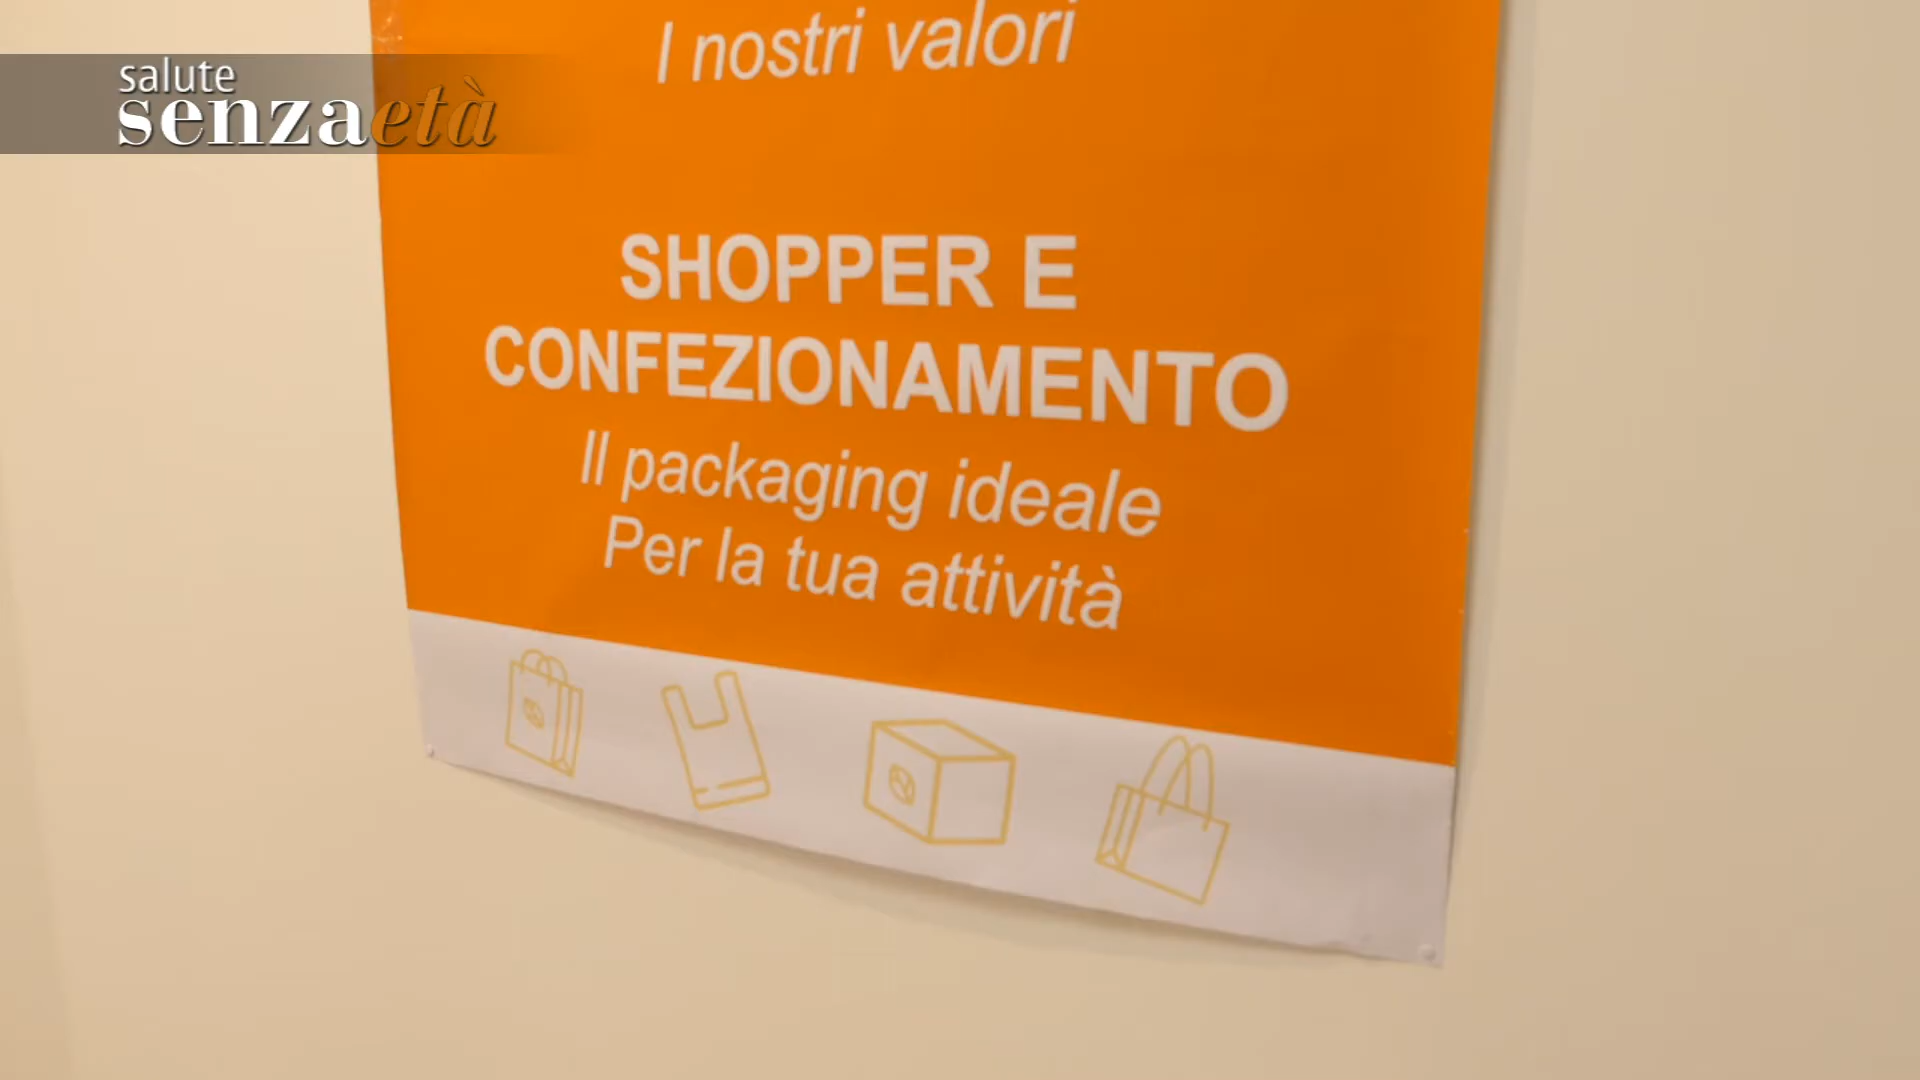 I nostri valori
salute
senzaetà
SHOPPER E
CONFEZIONAMENTO
Il packaging ideale
Per la tua attività